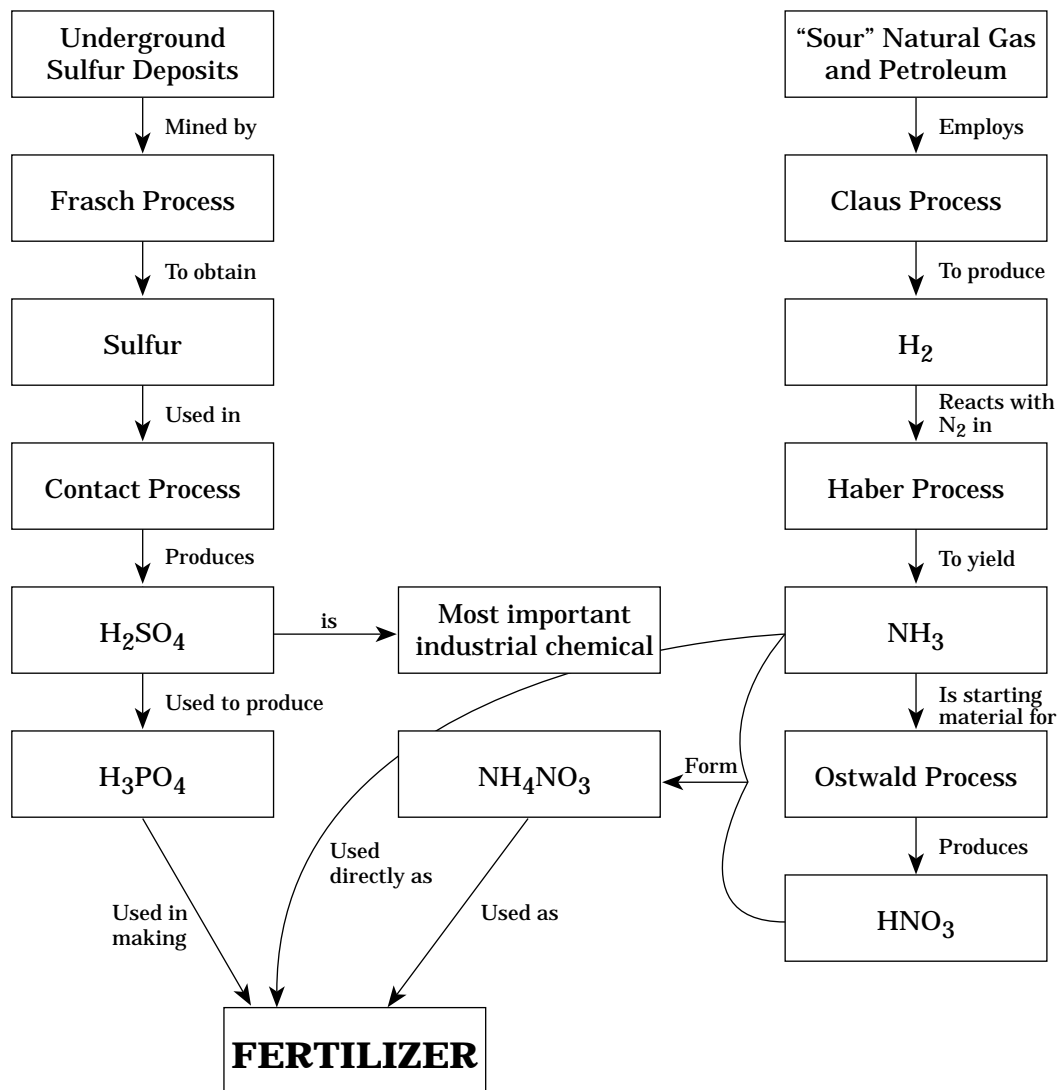 Underground
Sulfur Deposits
Mined by
Frasch Process
To obtain
Sulfur
Used in
Contact Process
Produces
H₂SO₄
is
Most important
industrial chemical
Used to produce
H₃PO₄
Used in
making
“Sour” Natural Gas
and Petroleum
Employs
Claus Process
To produce
H₂
Reacts with
N₂ in
Haber Process
To yield
NH₃
Is starting
material for
Ostwald Process
Produces
HNO₃
Form
NH₄NO₃
Used
directly as
Used as
FERTILIZER